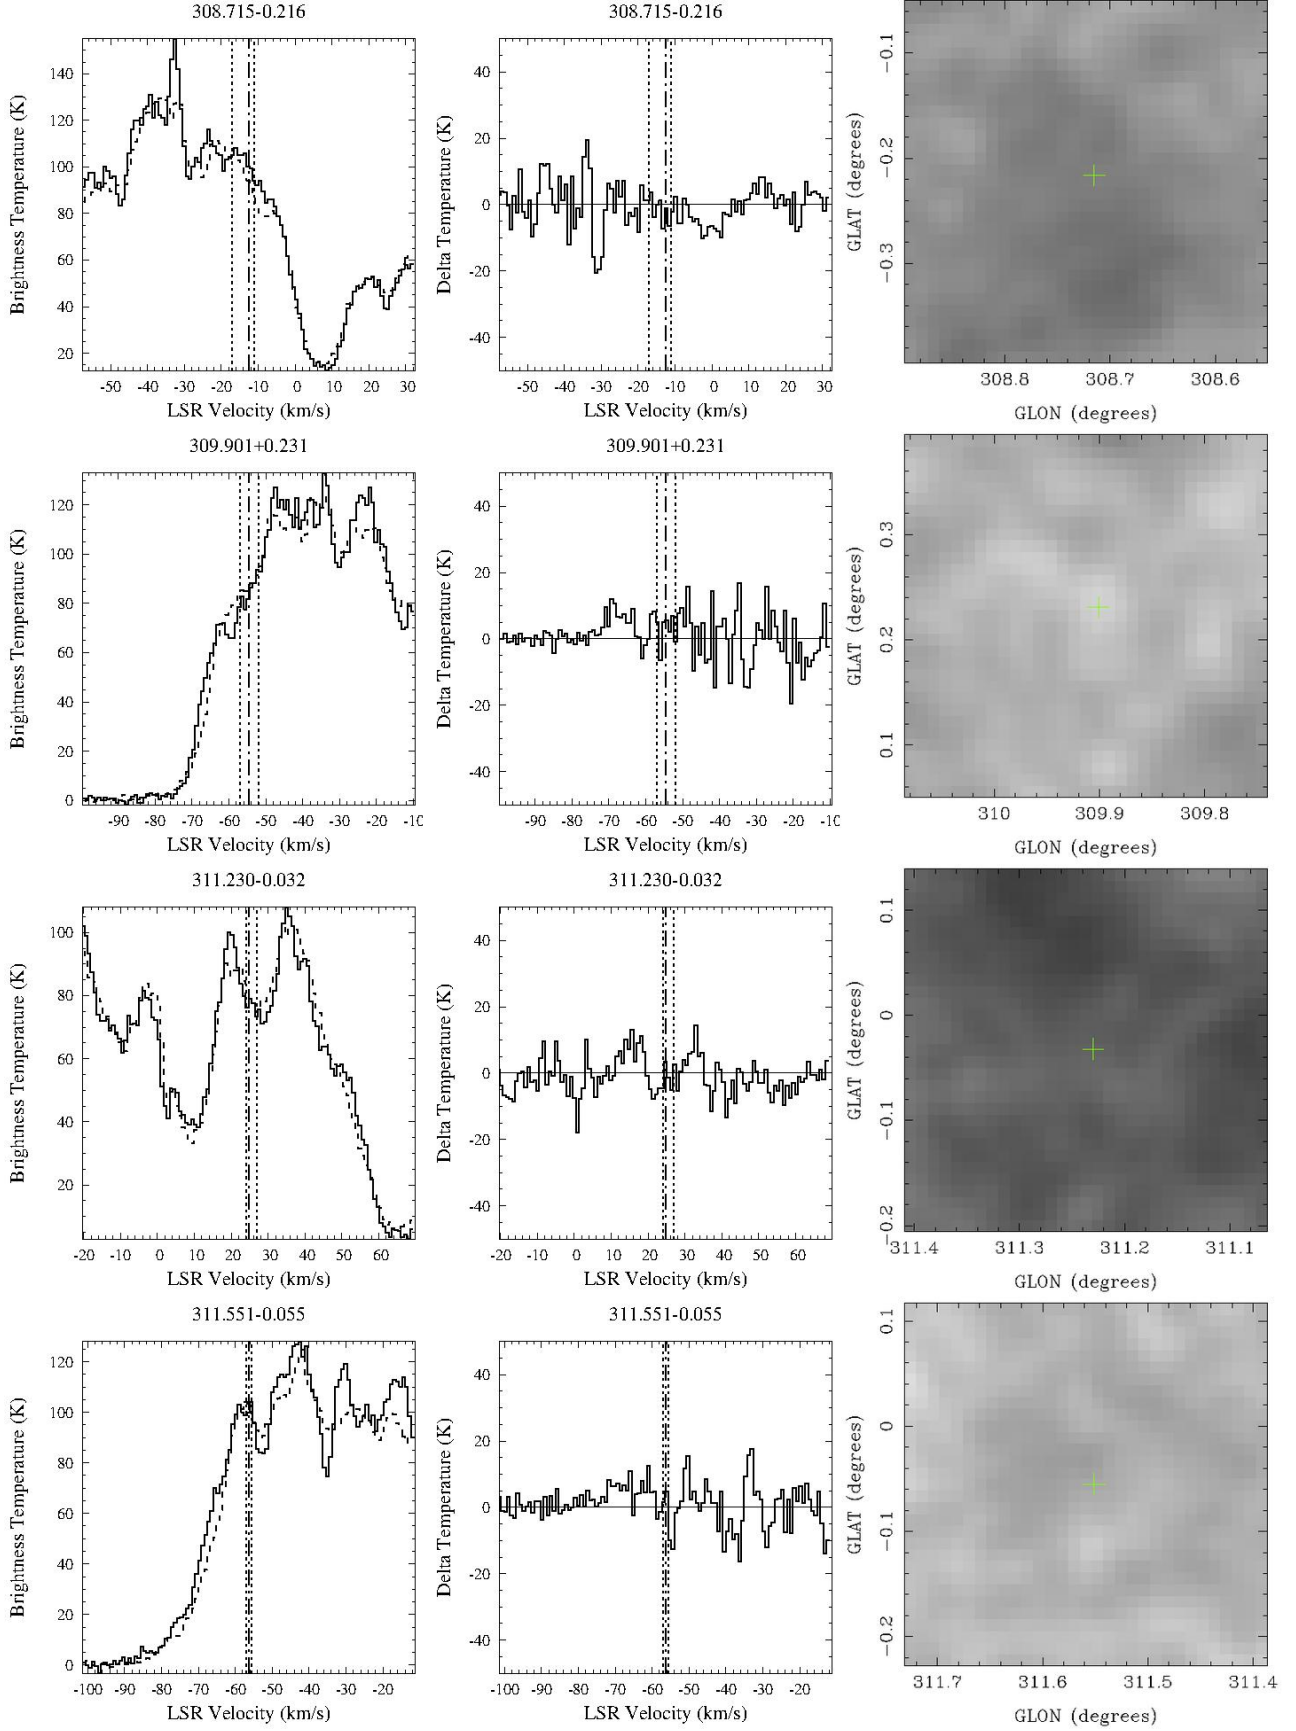 308.715-0.216
308.715-0.216
Brightness Temperature (K)
140
120
100
80
60
40
20
-50 -40 -30 -20 -10 0 10 20 30
LSR Velocity (km/s)
Delta Temperature (K)
40
20
0
-20
-40
-50 -40 -30 -20 -10 0 10 20 30
LSR Velocity (km/s)
GLAT (degrees)
-0.1
-0.2
-0.3
308.8 308.7 308.6
GLON (degrees)
309.901+0.231
309.901+0.231
Brightness Temperature (K)
120
100
80
60
40
20
0
-90 -80 -70 -60 -50 -40 -30 -20 -10
LSR Velocity (km/s)
Delta Temperature (K)
40
20
0
-20
-40
-90 -80 -70 -60 -50 -40 -30 -20 -10
LSR Velocity (km/s)
GLAT (degrees)
0.3
0.2
0.1
310 309.9 309.8
GLON (degrees)
311.230-0.032
311.230-0.032
Brightness Temperature (K)
100
80
60
40
20
-20 -10 0 10 20 30 40 50 60
LSR Velocity (km/s)
Delta Temperature (K)
40
20
0
-20
-40
-20 -10 0 10 20 30 40 50 60
LSR Velocity (km/s)
GLAT (degrees)
0.1
0
-0.1
-0.2
311.4 311.3 311.2 311.1
GLON (degrees)
311.551-0.055
311.551-0.055
Brightness Temperature (K)
120
100
80
60
40
20
0
-100 -90 -80 -70 -60 -50 -40 -30 -20
LSR Velocity (km/s)
Delta Temperature (K)
40
20
0
-20
-40
-100 -90 -80 -70 -60 -50 -40 -30 -20
LSR Velocity (km/s)
GLAT (degrees)
0.1
0
-0.1
-0.2
311.7 311.6 311.5 311.4
GLON (degrees)